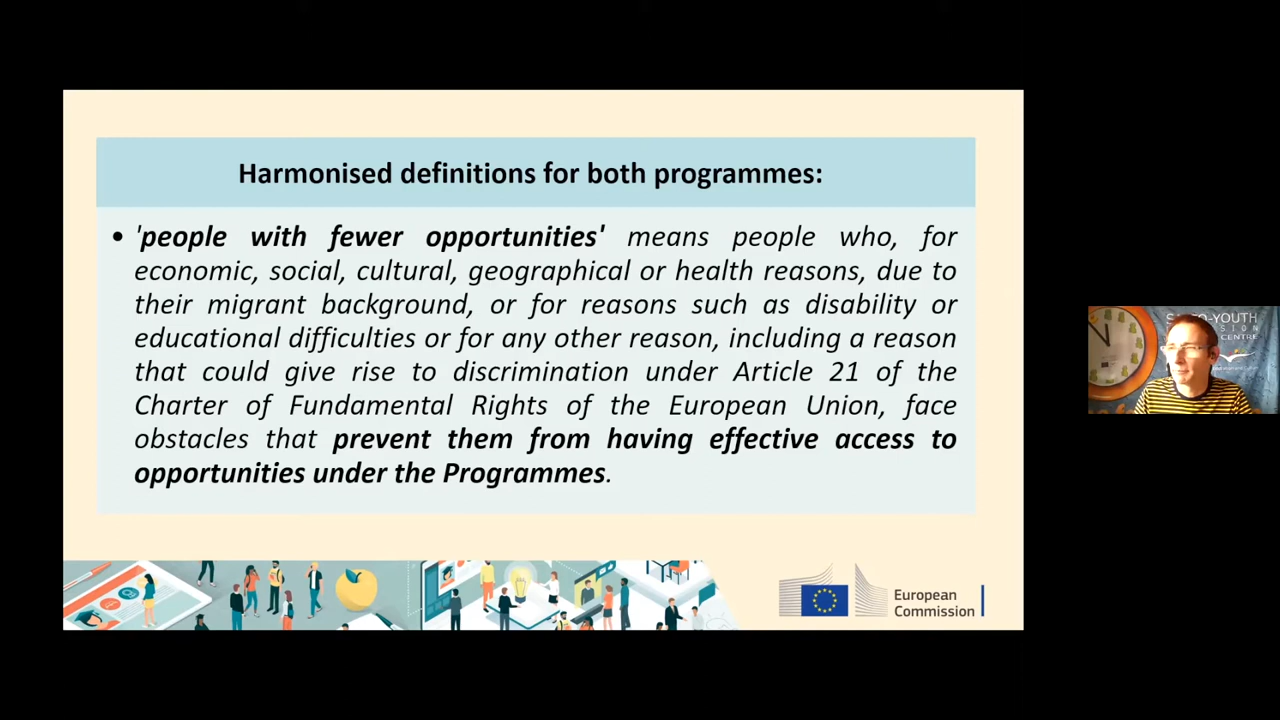 Harmonised definitions for both programmes:
• 'people with fewer opportunities' means people who, for
economic, social, cultural, geographical or health reasons, due to
their migrant background, or for reasons such as disability or
educational difficulties or for any other reason, including a reason
that could give rise to discrimination under Article 21 of the
Charter of Fundamental Rights of the European Union, face
obstacles that prevent them from having effective access to
opportunities under the Programmes.
European
Commission